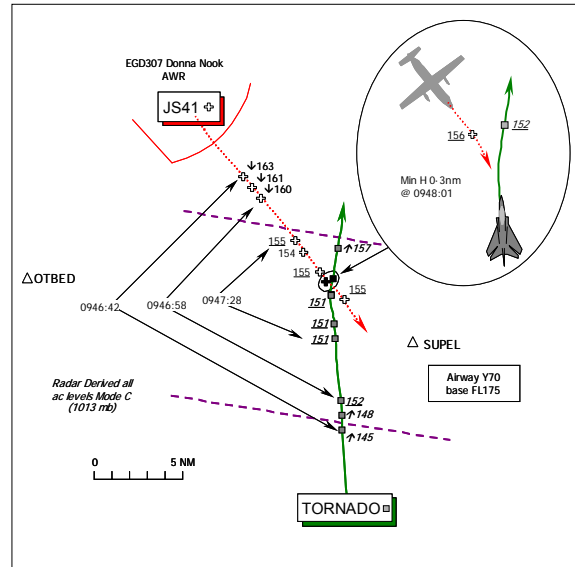 EGD307 Donna Nook
AWR
JS41
↓163
↓161
↓160
152
156
Min H 0·3nm
@ 0948:01
155
154
↑157
155
155
151
△OTBED
0946:42
0946:58
0947:28
151
151
△ SUPEL
Airway Y70
base FL175
Radar Derived all
ac levels Mode C
(1013 mb)
152
↑148
↑145
0
5 NM
TORNADO